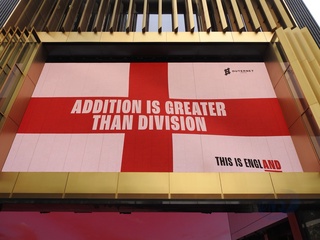 ADDITION IS GREATER
THAN DIVISION
THIS IS ENGLAND